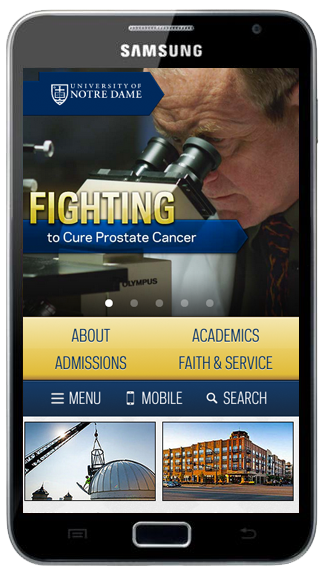 SAMSUNG
UNIVERSITY OF
NOTRE DAME
FIGHTING
to Cure Prostate Cancer
OLYMPUS
ABOUT ACADEMICS
ADMISSIONS FAITH & SERVICE
MENU MOBILE SEARCH